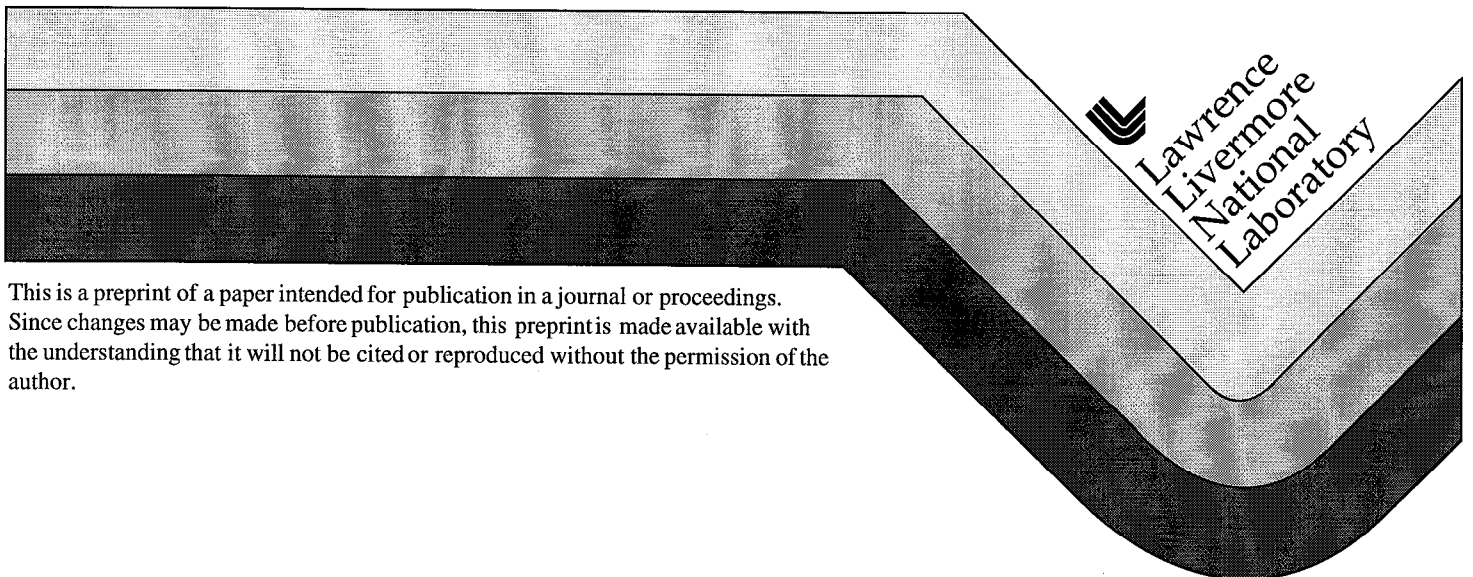 Lawrence
Livermore
National
Laboratory
This is a preprint of a paper intended for publication in a journal or proceedings.
Since changes may be made before publication, this preprint is made available with
the understanding that it will not be cited or reproduced without the permission of the
author.